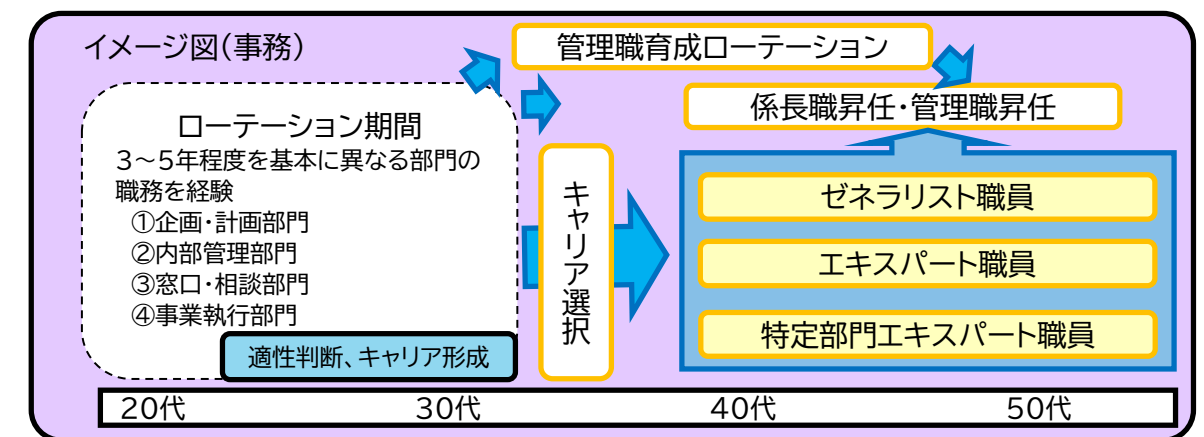 イメージ図(事務)
管理職育成ローテーション
係長職昇任・管理職昇任
ローテーション期間
3～5年程度を基本に異なる部門の
職務を経験
①企画・計画部門
②内部管理部門
③窓口・相談部門
④事業執行部門
適性判断、キャリア形成
キャリア選択
ゼネラリスト職員
エキスパート職員
特定部門エキスパート職員
20代 30代 40代 50代